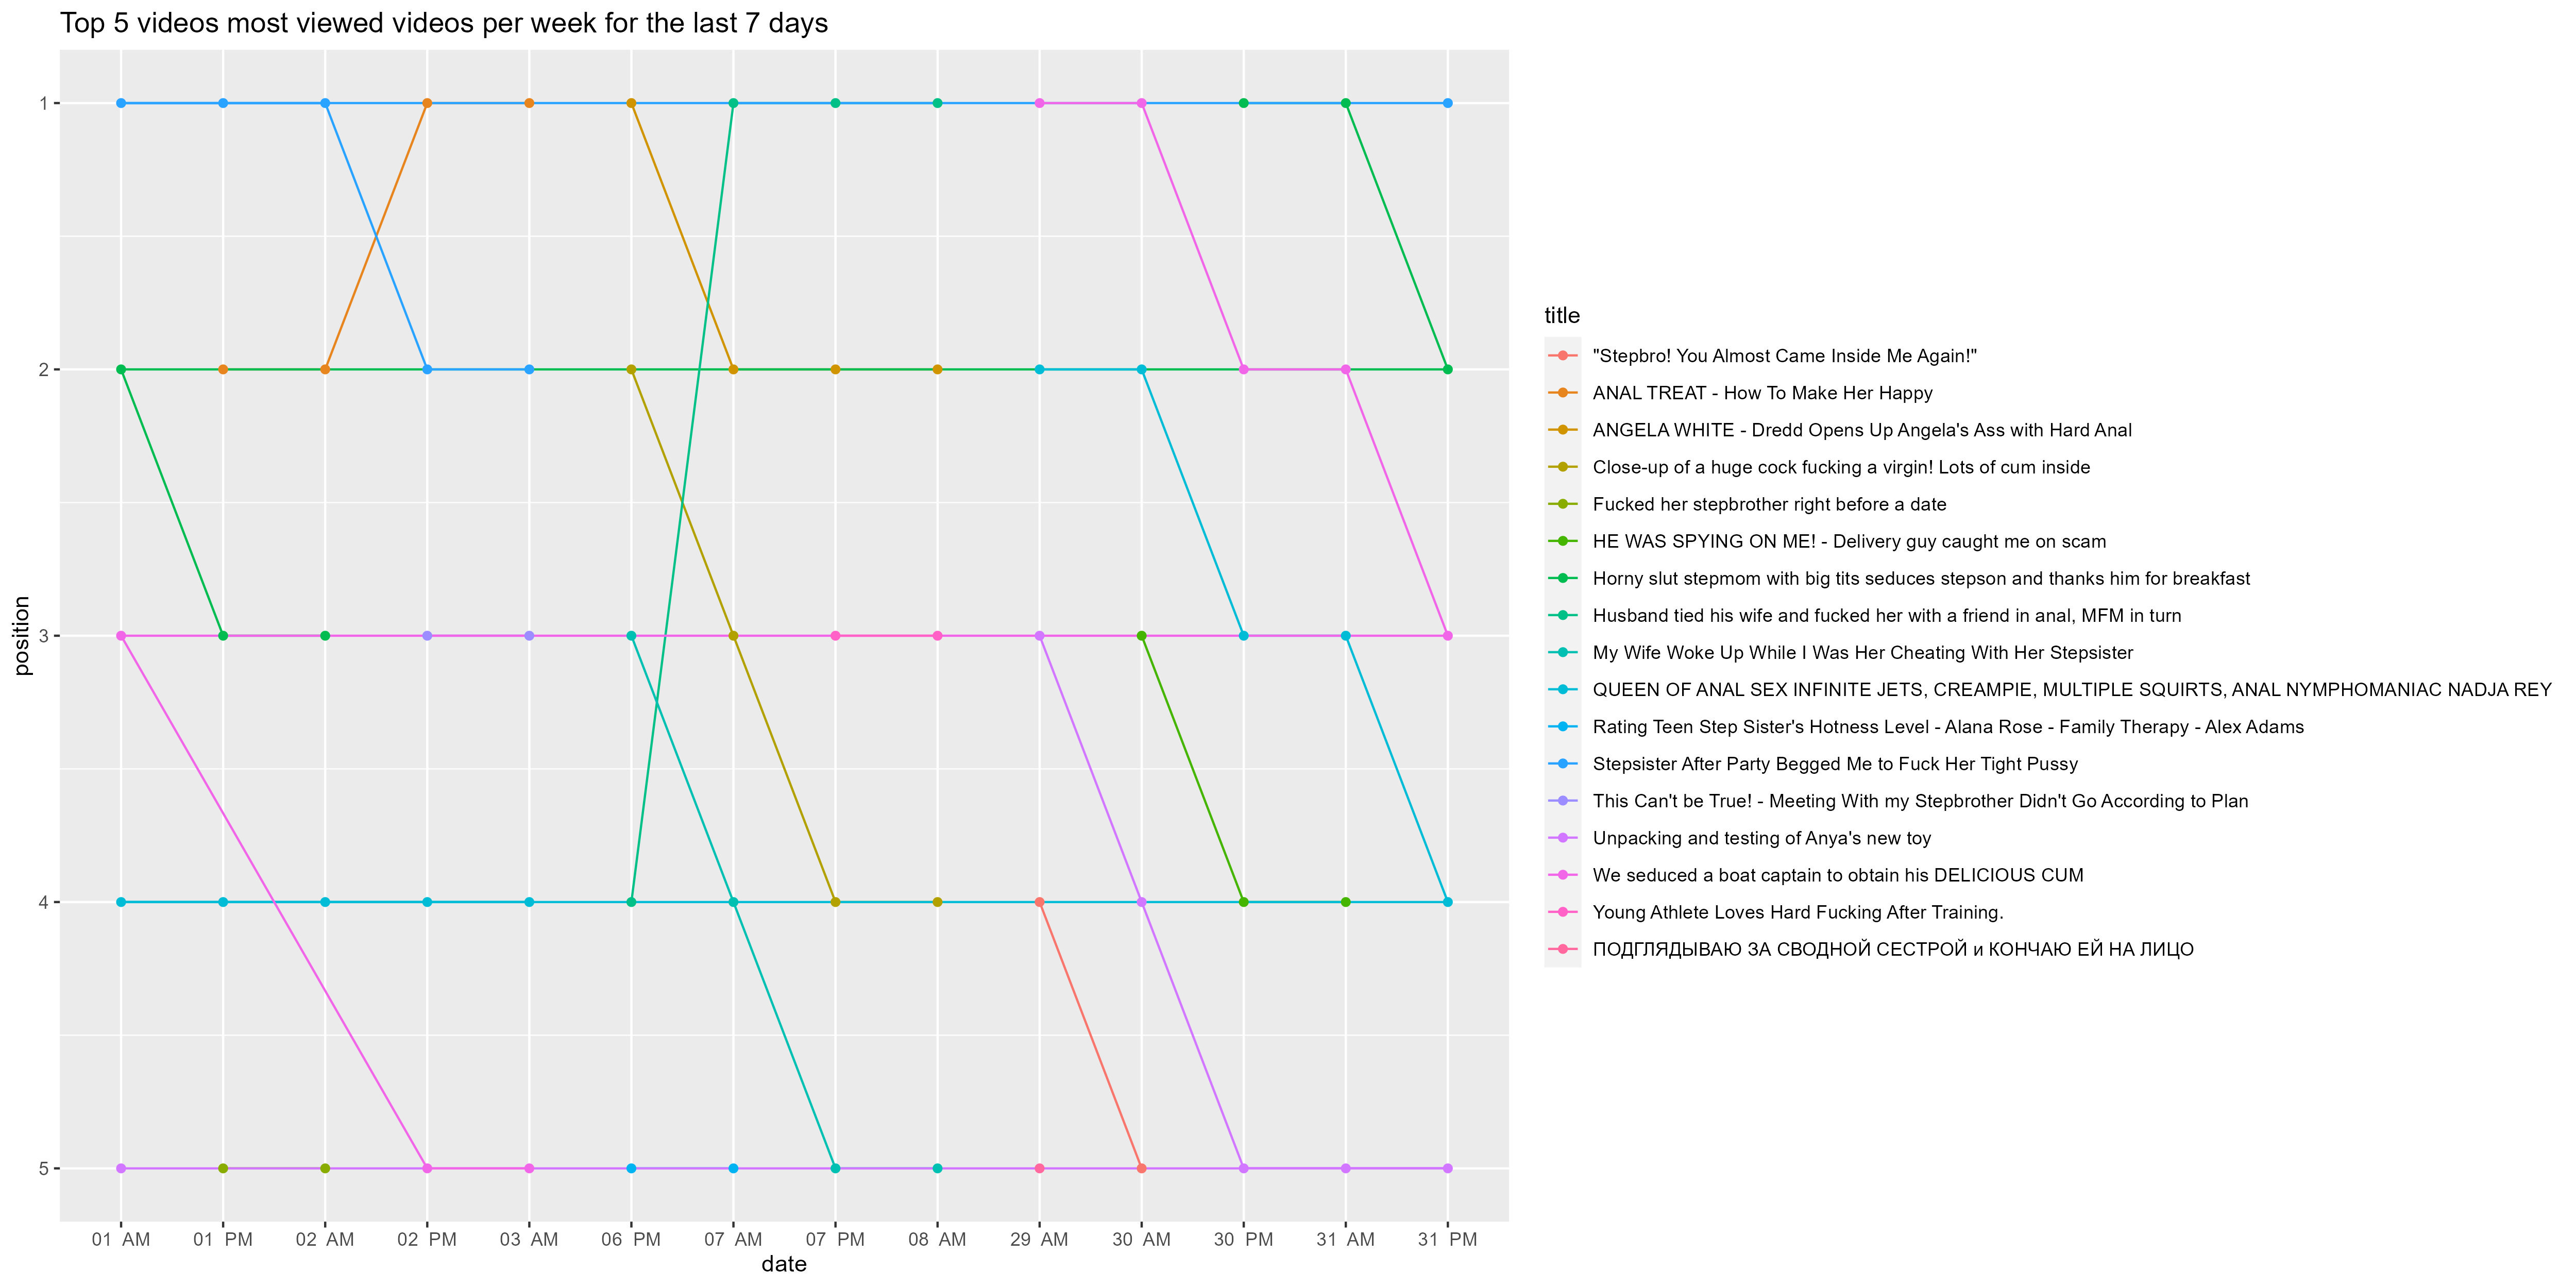 Top 5 videos most viewed videos per week for the last 7 days
position
1
2
3
4
5
01 AM
01 PM
02 AM
02 PM
03 AM
06 PM
07 AM
07 PM
08 AM
29 AM
30 AM
30 PM
31 AM
31 PM
date
title
"Stepbro! You Almost Came Inside Me Again!"
ANAL TREAT - How To Make Her Happy
ANGELA WHITE - Dredd Opens Up Angela's Ass with Hard Anal
Close-up of a huge cock fucking a virgin! Lots of cum inside
Fucked her stepbrother right before a date
HE WAS SPYING ON ME! - Delivery guy caught me on scam
Horny slut stepmom with big tits seduces stepson and thanks him for breakfast
Husband tied his wife and fucked her with a friend in anal, MFM in turn
My Wife Woke Up While I Was Her Cheating With Her Stepsister
QUEEN OF ANAL SEX INFINITE JETS, CREAMPIE, MULTIPLE SQUIRTS, ANAL NYMPHOMANIAC NADJA REY
Rating Teen Step Sister's Hotness Level - Alana Rose - Family Therapy - Alex Adams
Stepsister After Party Begged Me to Fuck Her Tight Pussy
This Can't be True! - Meeting With my Stepbrother Didn't Go According to Plan
Unpacking and testing of Anya's new toy
We seduced a boat captain to obtain his DELICIOUS CUM
Young Athlete Loves Hard Fucking After Training.
ПОДГЛЯДЫВАЮ ЗА СВОДНОЙ СЕСТРОЙ и КОНЧАЮ ЕЙ НА ЛИЦО